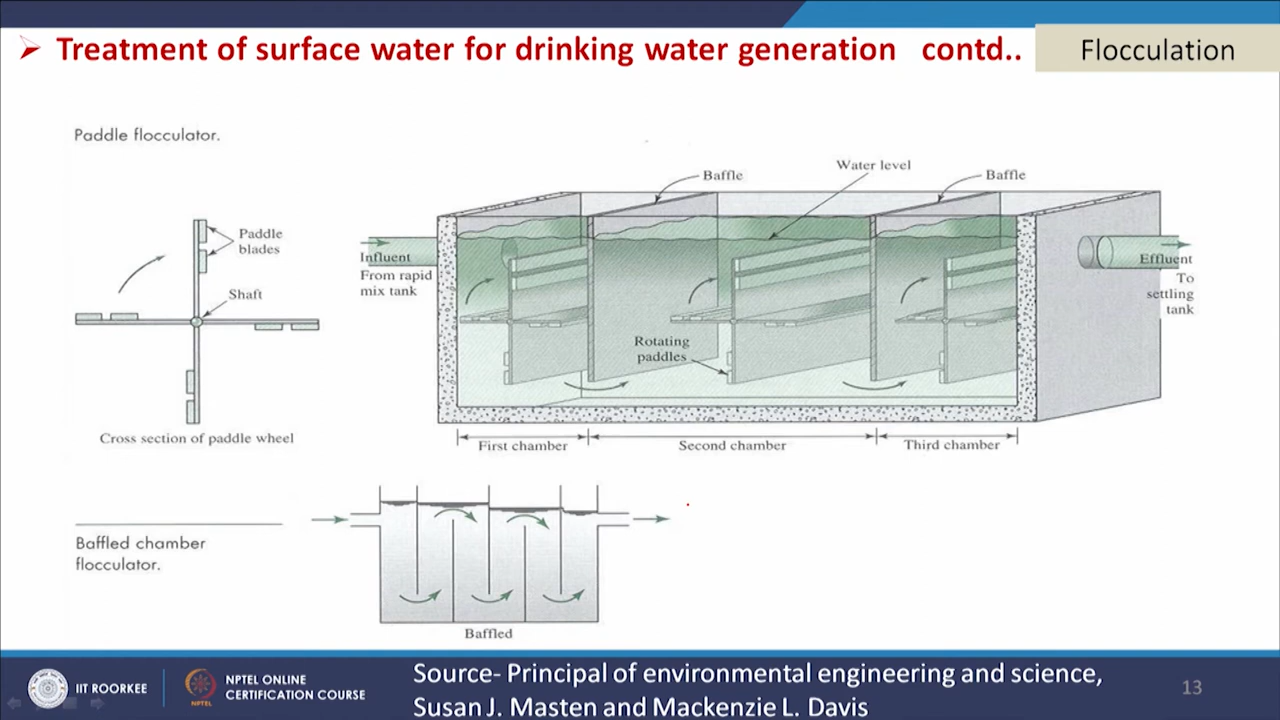 Treatment of surface water for drinking water generation contd..
Flocculation
Paddle flocculator.
Paddle
blades
Shaft
Cross section of paddle wheel
Influent
From rapid
mix tank
Baffle
Water level
Baffle
Rotating
paddles
Effluent
To
settling
tank
First chamber
Second chamber
Third chamber
Baffled chamber
flocculator.
Baffled
IIT ROORKEE
NPTEL
NPTEL ONLINE
CERTIFICATION COURSE
Source- Principal of environmental engineering and science,
Susan J. Masten and Mackenzie L. Davis
13